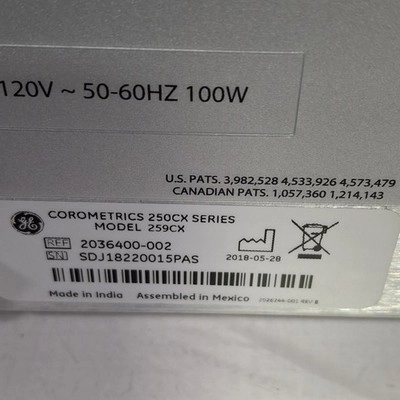 120V ~ 50-60HZ 100W
U.S. PATS. 3,982,528 4,533,926 4,573,479
CANADIAN PATS. 1,057,360 1,214,143
GE
COROMETRICS 250CX SERIES
MODEL 259CX
REF 2036400-002
SN SDJ18220015PAS
2018-05-28
Made in India Assembled in Mexico